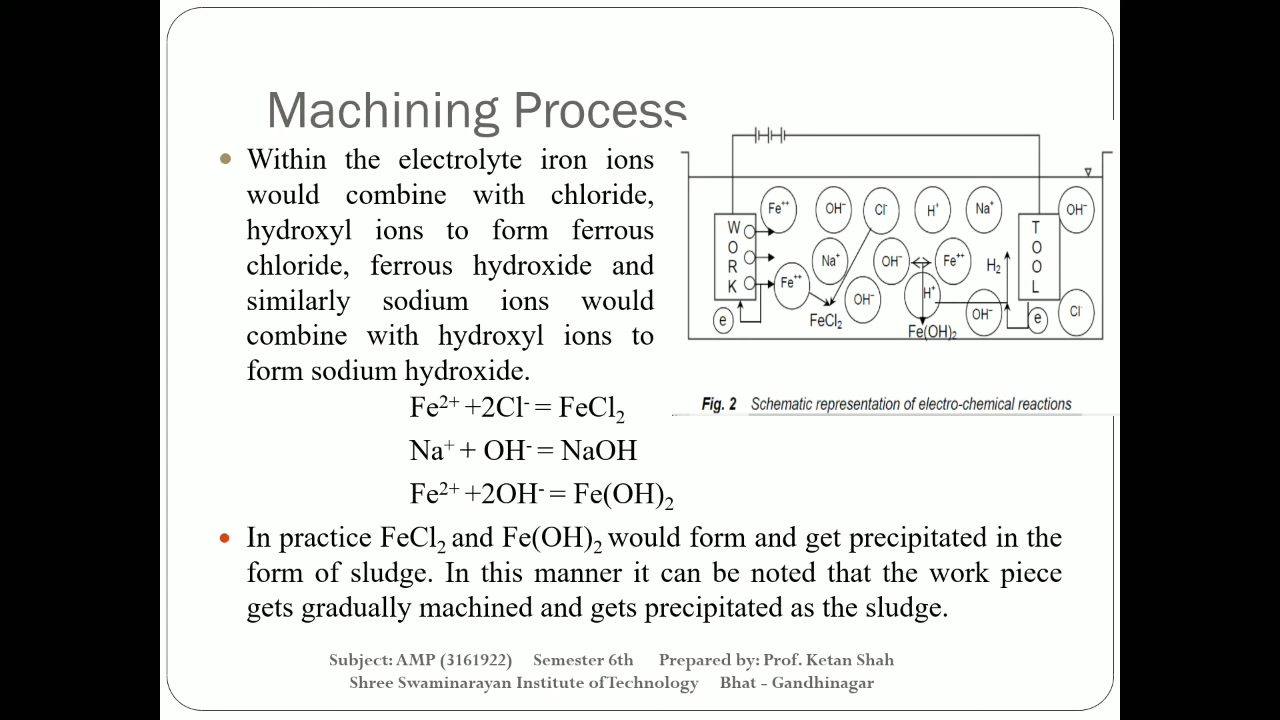 Machining Process
Within the electrolyte iron ions
would combine with chloride,
hydroxyl ions to form ferrous
chloride, ferrous hydroxide and
similarly sodium ions would
combine with hydroxyl ions to
form sodium hydroxide.
Fe²⁺ +2Cl⁻ = FeCl₂
Na⁺ + OH⁻ = NaOH
Fe²⁺ +2OH⁻ = Fe(OH)₂
In practice FeCl₂ and Fe(OH)₂ would form and get precipitated in the
form of sludge. In this manner it can be noted that the work piece
gets gradually machined and gets precipitated as the sludge.
Fe⁺⁺ OH⁻ Cl⁻ H⁺ Na⁺ OH⁻
WORK
TOOL
Na⁺ OH⁻ Fe⁺⁺ H₂
Fe⁺⁺ OH⁻ H⁺ OH⁻ Cl⁻
e FeCl₂ Fe(OH)₂ e
Fig. 2 Schematic representation of electro-chemical reactions
Subject: AMP (3161922) Semester 6th Prepared by: Prof. Ketan Shah
Shree Swaminarayan Institute of Technology Bhat - Gandhinagar